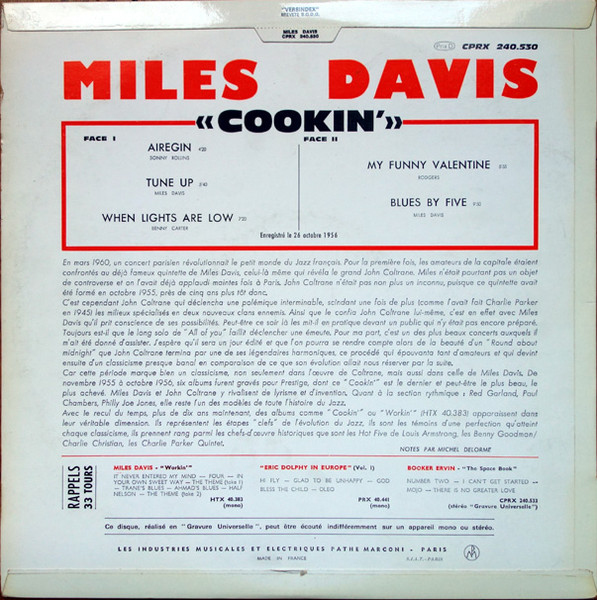 "VEREINDEX"
BREVETÉ S.G.D.G.
MILES DAVIS
CPRX 240.530
CPRX 240.530
MILES DAVIS
«COOKIN'»
FACE I
AIREGIN 4'23
SONNY ROLLINS
TUNE UP 5'40
MILES DAVIS
WHEN LIGHTS ARE LOW 7'25
BENNY CARTER
FACE II
MY FUNNY VALENTINE
RODGERS
BLUES BY FIVE
MILES DAVIS
Enregistré le 26 octobre 1956
En mars 1960, un concert parisien révolutionnait le petit monde du Jazz français. Pour la première fois, les amateurs de la capitale étaient
confrontés au déjà fameux quintette de Miles Davis, celui-là même qui révéla le grand John Coltrane. Miles n'était pourtant pas un objet
de controverse et on l'avait déjà applaudi maintes fois à Paris. John Coltrane n'était pas non plus un inconnu, puisque ce quintette avait
été formé en octobre 1955, près de cinq ans plus tôt donc.
C'est cependant John Coltrane qui déclencha une polémique interminable, scindant une fois de plus (comme l'avait fait Charlie Parker
en 1945) les milieux spécialisés en deux nouveaux clans ennemis. Ainsi que le confia John Coltrane lui-même, c'est en effet avec Miles
Davis qu'il prit conscience de ses possibilités. Peut-être ce soir là les mit-il en pratique devant un public qui n'y était pas encore préparé.
Toujours est-il que le long solo de "All of you" faillit déclencher une émeute. Pour ma part, c'est un des plus beaux concerts auxquels il
m'ait été donné d'assister. J'espère qu'il sera un jour édité et que l'on pourra se rendre compte alors de la beauté d'un "Round about
midnight" que John Coltrane termina par une de ses légendaires harmoniques, ce procédé qui épouvanta tant d'amateurs et qui devint
ensuite d'un classicisme presque banal en comparaison de ce que son évolution allait nous réserver par la suite.
Car cette période marque bien un classicisme, non seulement dans l'œuvre de Coltrane, mais aussi dans celle de Miles Davis. De
novembre 1955 à octobre 1956, six albums furent gravés pour Prestige, dont ce "Cookin'" est le dernier et peut-être le plus beau, le
plus achevé. Miles Davis et John Coltrane y rivalisent de lyrisme et d'invention. Quant à la section rythmique : Red Garland, Paul
Chambers, Philly Joe Jones, elle reste l'un des modèles de toute l'histoire du Jazz.
Avec le recul du temps, plus de dix ans maintenant, des albums comme "Cookin'" ou "Workin'" (HTX 40.383) apparaissent dans
leur véritable dimension. Ils représentent les étapes "clefs" de l'évolution du Jazz, ils sont les témoins d'une perfection et atteignant
chaque classicisme, ils prennent rang parmi les chefs-d'œuvre historiques que sont les Hot Five de Louis Armstrong, les Benny Goodman/
Charlie Christian, les Charlie Parker Quintet.
NOTES PAR MICHEL DELORME
RAPPELS
33 TOURS
MILES DAVIS - "Workin'"
IT NEVER ENTERED MY MIND - FOUR - IN
YOUR OWN SWEET WAY - THE THEME (take 1)
- TRANE'S BLUES - AHMAD'S BLUES - HALF
NELSON - THE THEME (take 2)
HTX 40.383
(mono)
"ERIC DOLPHY IN EUROPE" (Vol. 1)
HI FLY - GLAD TO BE UNHAPPY - GOD
BLESS THE CHILD - OLEO
PRX 40.441
(mono)
BOOKER ERVIN - "The Space Book"
NUMBER TWO - I CAN'T GET STARTED -
MOJO - THERE IS NO GREATER LOVE
CPRX 240.533
(stéréo "Gravure Universelle")
Ce disque, réalisé en "Gravure Universelle", peut être écouté indifféremment sur un appareil mono ou stéréo.
LES INDUSTRIES MUSICALES ET ELECTRIQUES PATHE MARCONI - PARIS
MADE IN FRANCE